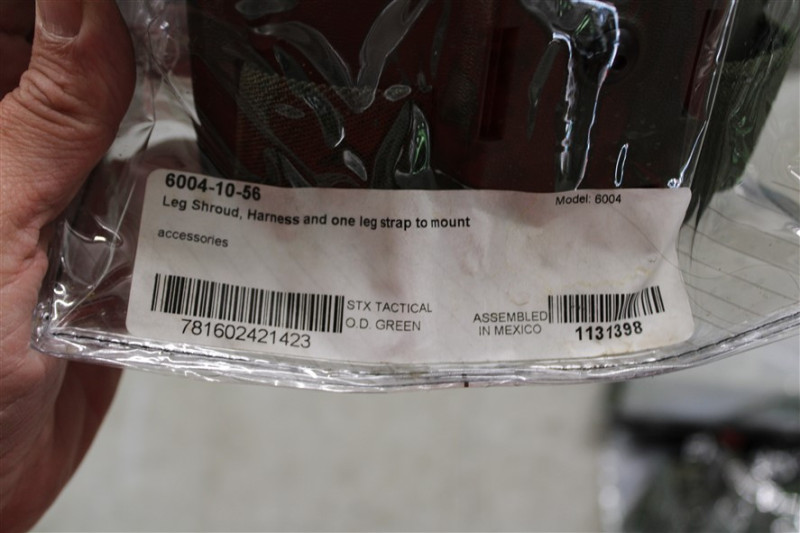 6004-10-56
Model: 6004
Leg Shroud, Harness and one leg strap to mount
accessories
STX TACTICAL
O.D. GREEN
781602421423
ASSEMBLED
IN MEXICO
1131398